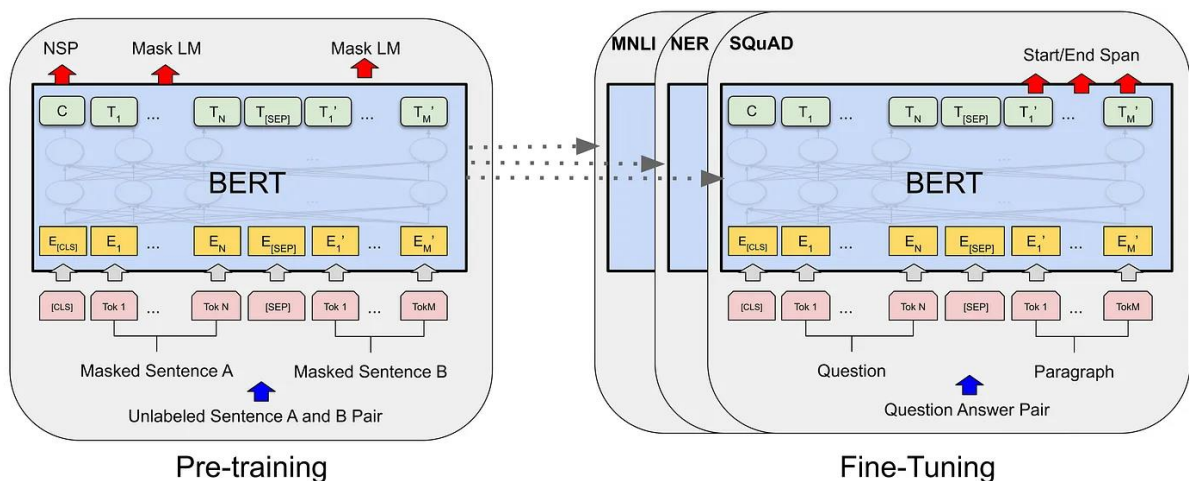 NSP Mask LM Mask LM
C T1 ... TN T[SEP] T1' ... TM'
...
BERT
...
E[CLS] E1 ... EN E[SEP] E1' ... EM'
[CLS] Tok 1 ... Tok N [SEP] Tok 1 ... TokM
Masked Sentence A Masked Sentence B
Unlabeled Sentence A and B Pair
Pre-training
MNLI NER SQuAD
Start/End Span
C T1 ... TN T[SEP] T1' ... TM'
...
BERT
...
E[CLS] E1 ... EN E[SEP] E1' ... EM'
[CLS] Tok 1 ... Tok N [SEP] Tok 1 ... TokM
Question Paragraph
Question Answer Pair
Fine-Tuning